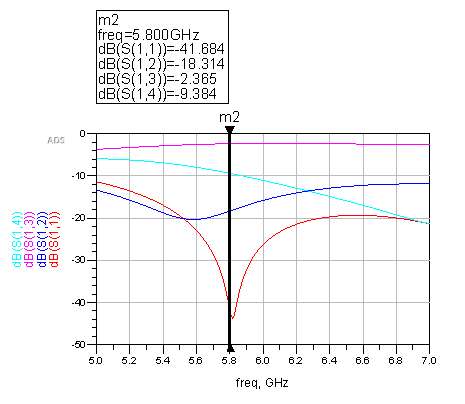 m2
freq=5.800GHz
dB(S(1,1))=-41.684
dB(S(1,2))=-18.314
dB(S(1,3))=-2.365
dB(S(1,4))=-9.384
m2
ADS
0
-10
-20
-30
-40
-50
dB(S(1,4))
dB(S(1,3))
dB(S(1,2))
dB(S(1,1))
5.0 5.2 5.4 5.6 5.8 6.0 6.2 6.4 6.6 6.8 7.0
freq, GHz